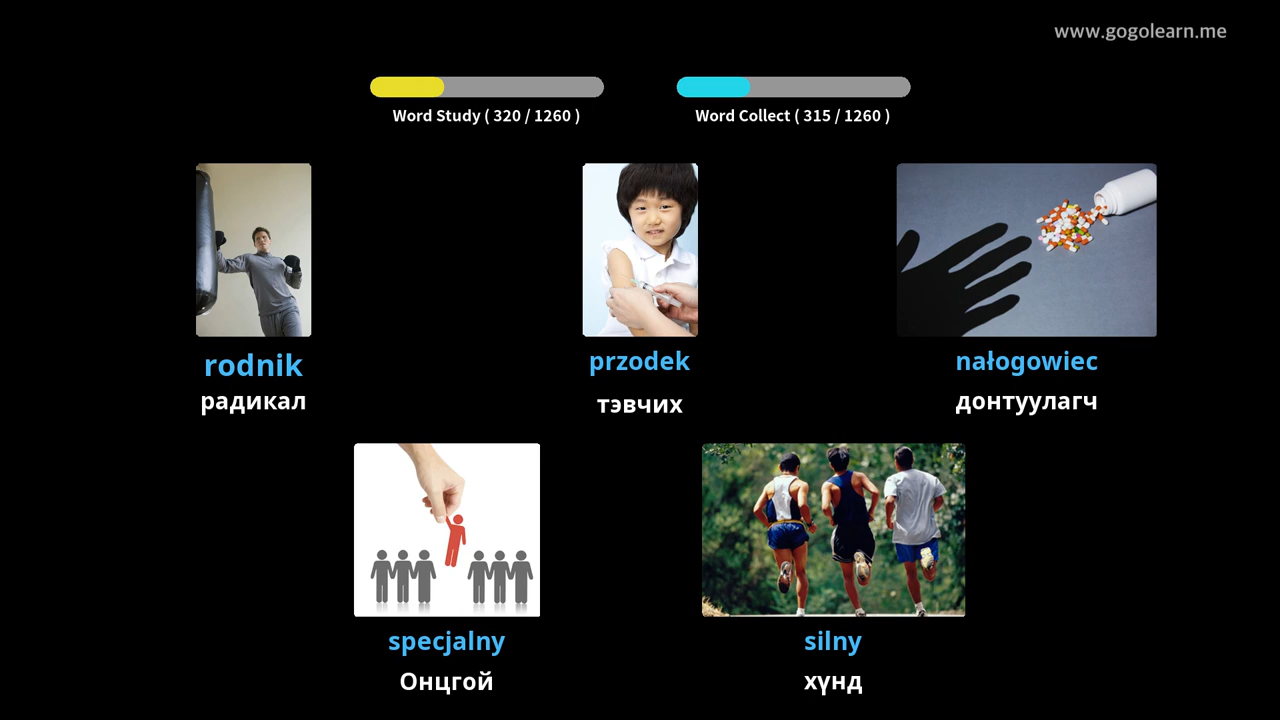 www.gogolearn.me
Word Study ( 320 / 1260 )
Word Collect ( 315 / 1260 )
rodnik
радикал
przodek
тэвчих
nałogowiec
донтуулагч
specjalny
Онцгой
silny
хүнд